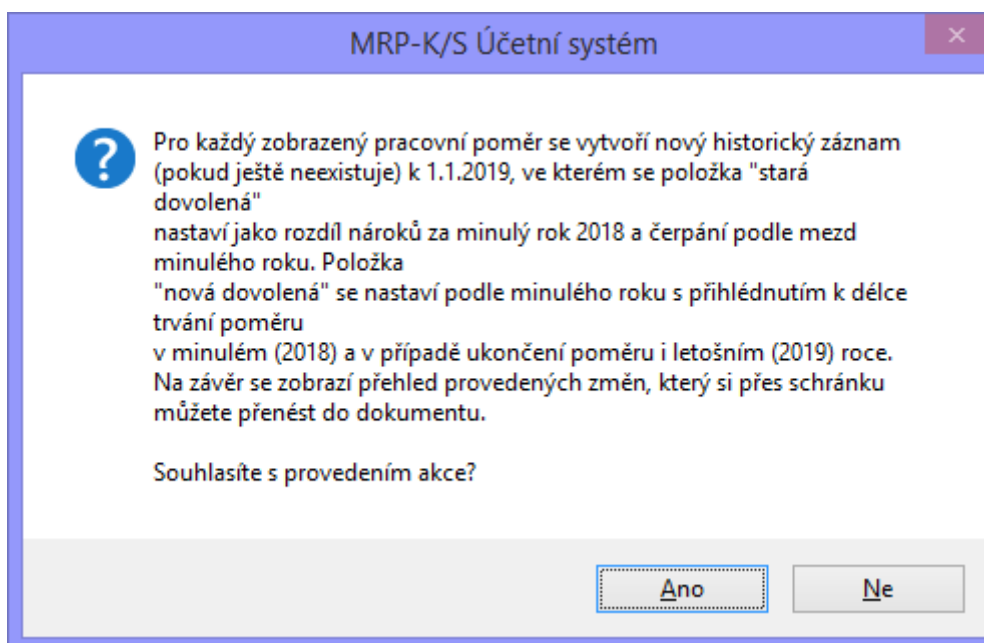 MRP-K/S Účetní systém
Pro každý zobrazený pracovní poměr se vytvoří nový historický záznam
(pokud ještě neexistuje) k 1.1.2019, ve kterém se položka "stará
dovolená"
nastaví jako rozdíl nároků za minulý rok 2018 a čerpání podle mezd
minulého roku. Položka
"nová dovolená" se nastaví podle minulého roku s přihlédnutím k délce
trvání poměru
v minulém (2018) a v případě ukončení poměru i letošním (2019) roce.
Na závěr se zobrazí přehled provedených změn, který si přes schránku
můžete přenést do dokumentu.
Souhlasíte s provedením akce?
Ano
Ne